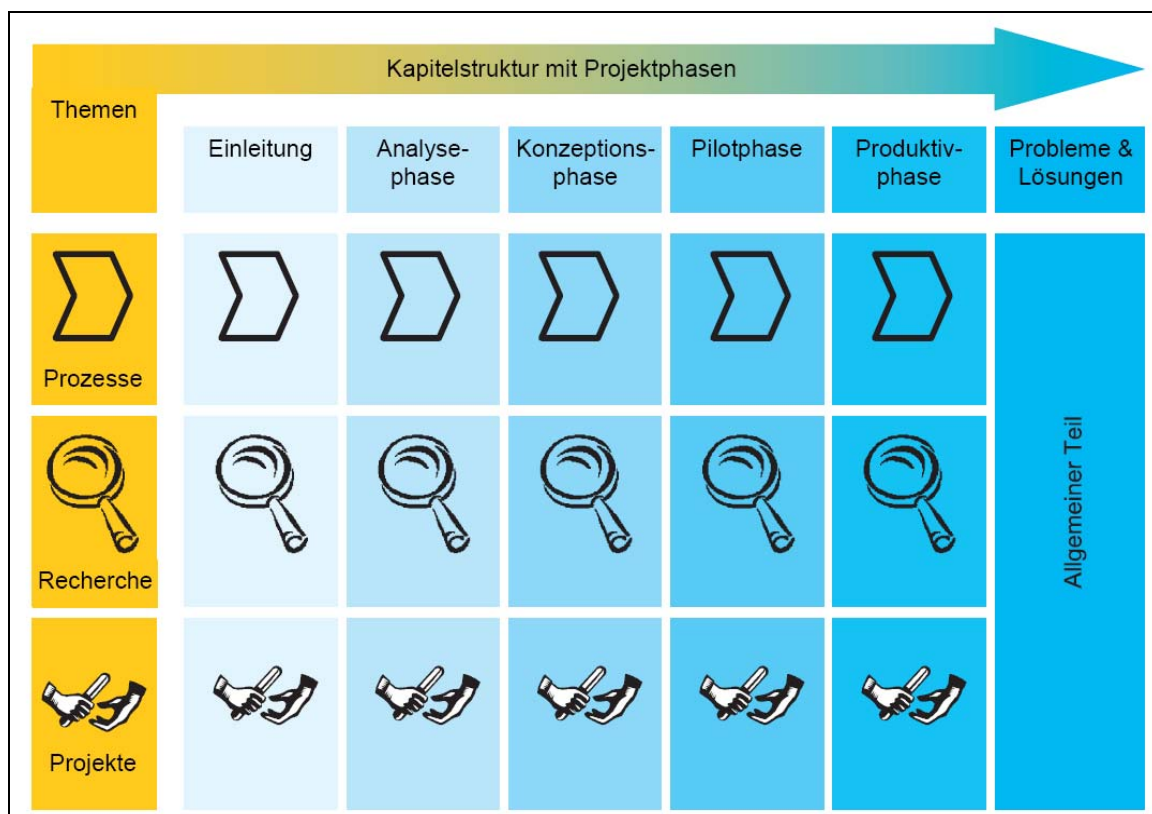 Kapitelstruktur mit Projektphasen
Themen
Einleitung
Analyse-
phase
Konzeptions-
phase
Pilotphase
Produktiv-
phase
Probleme &
Lösungen
Prozesse
Recherche
Projekte
Allgemeiner Teil